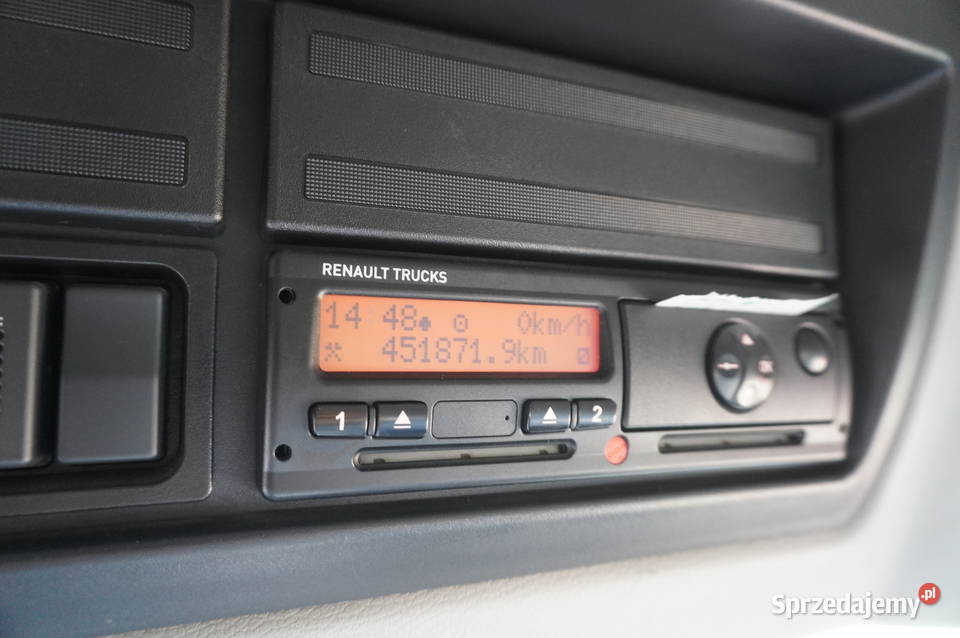 RENAULT TRUCKS
14 48 0km/h
451871.9km
1 2
Sprzedajemy.pl